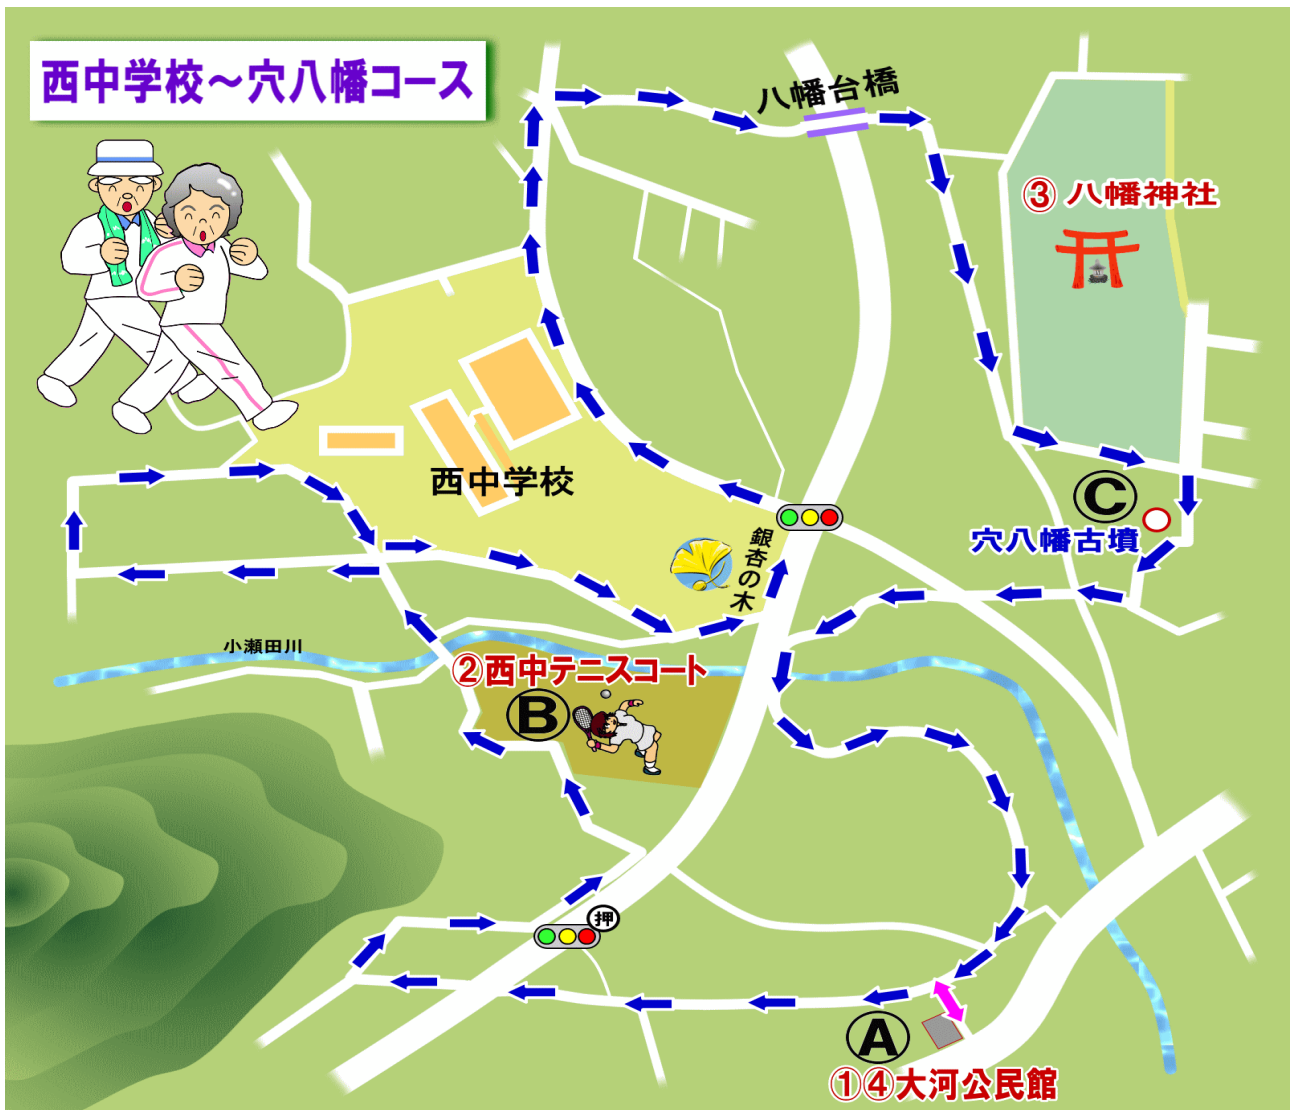 西中学校～穴八幡コース
八幡台橋
③八幡神社
西中学校
C
穴八幡古墳
銀杏の木
小瀬田川
②西中テニスコート
B
押
A
①④大河公民館